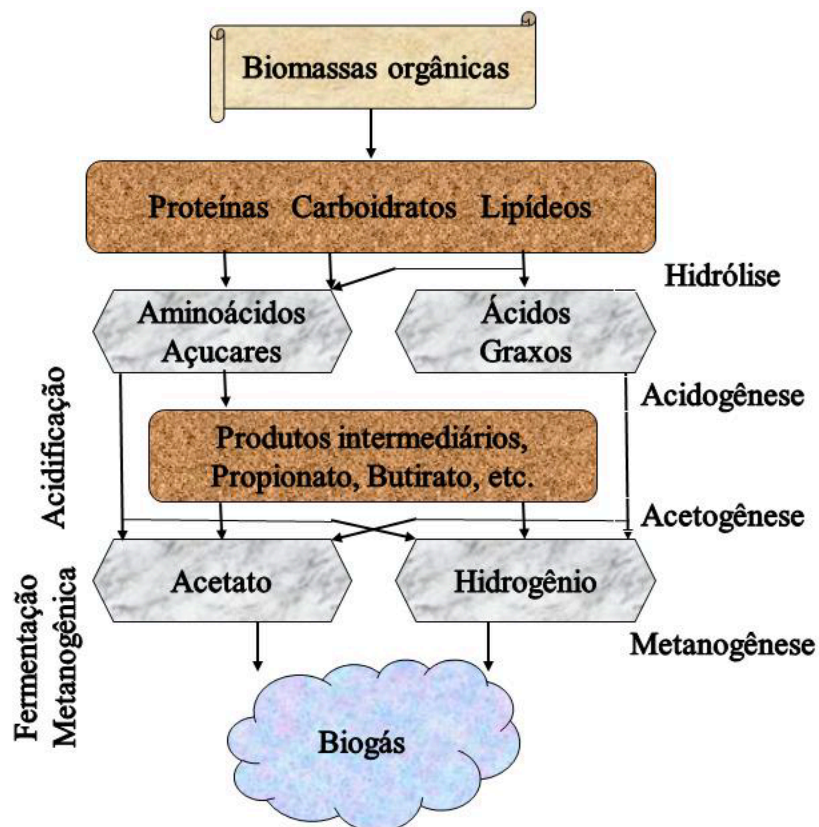 Biomassas orgânicas
Proteínas Carboidratos Lipídeos
Hidrólise
Aminoácidos
Açucares
Ácidos
Graxos
Acidificação
Acidogênese
Produtos intermediários,
Propionato, Butirato, etc.
Acetogênese
Acetato
Hidrogênio
Fermentação
Metanogênica
Metanogênese
Biogás